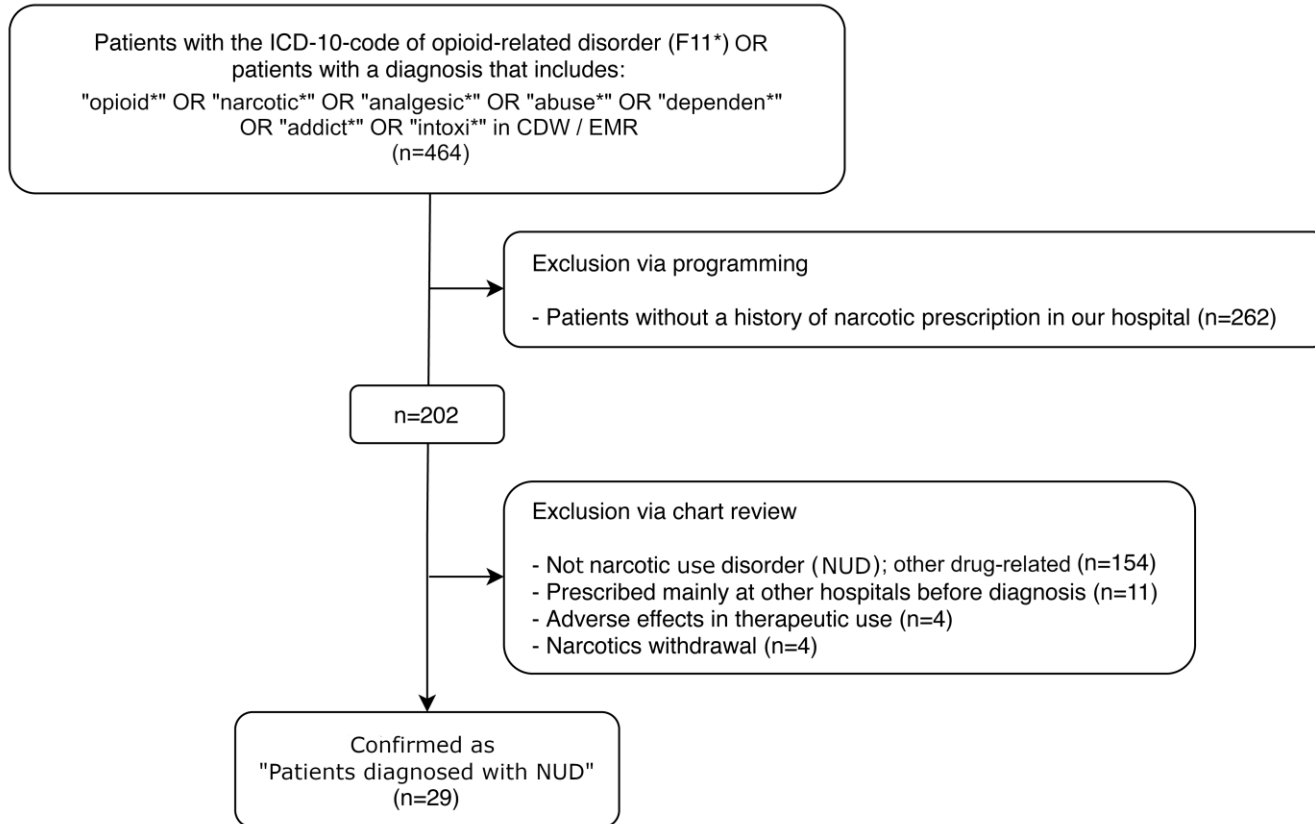 Patients with the ICD-10-code of opioid-related disorder (F11*) OR
patients with a diagnosis that includes:
"opioid*" OR "narcotic*" OR "analgesic*" OR "abuse*" OR "dependen*"
OR "addict*" OR "intoxi*" in CDW / EMR
(n=464)
Exclusion via programming
- Patients without a history of narcotic prescription in our hospital (n=262)
n=202
Exclusion via chart review
- Not narcotic use disorder (NUD); other drug-related (n=154)
- Prescribed mainly at other hospitals before diagnosis (n=11)
- Adverse effects in therapeutic use (n=4)
- Narcotics withdrawal (n=4)
Confirmed as
"Patients diagnosed with NUD"
(n=29)